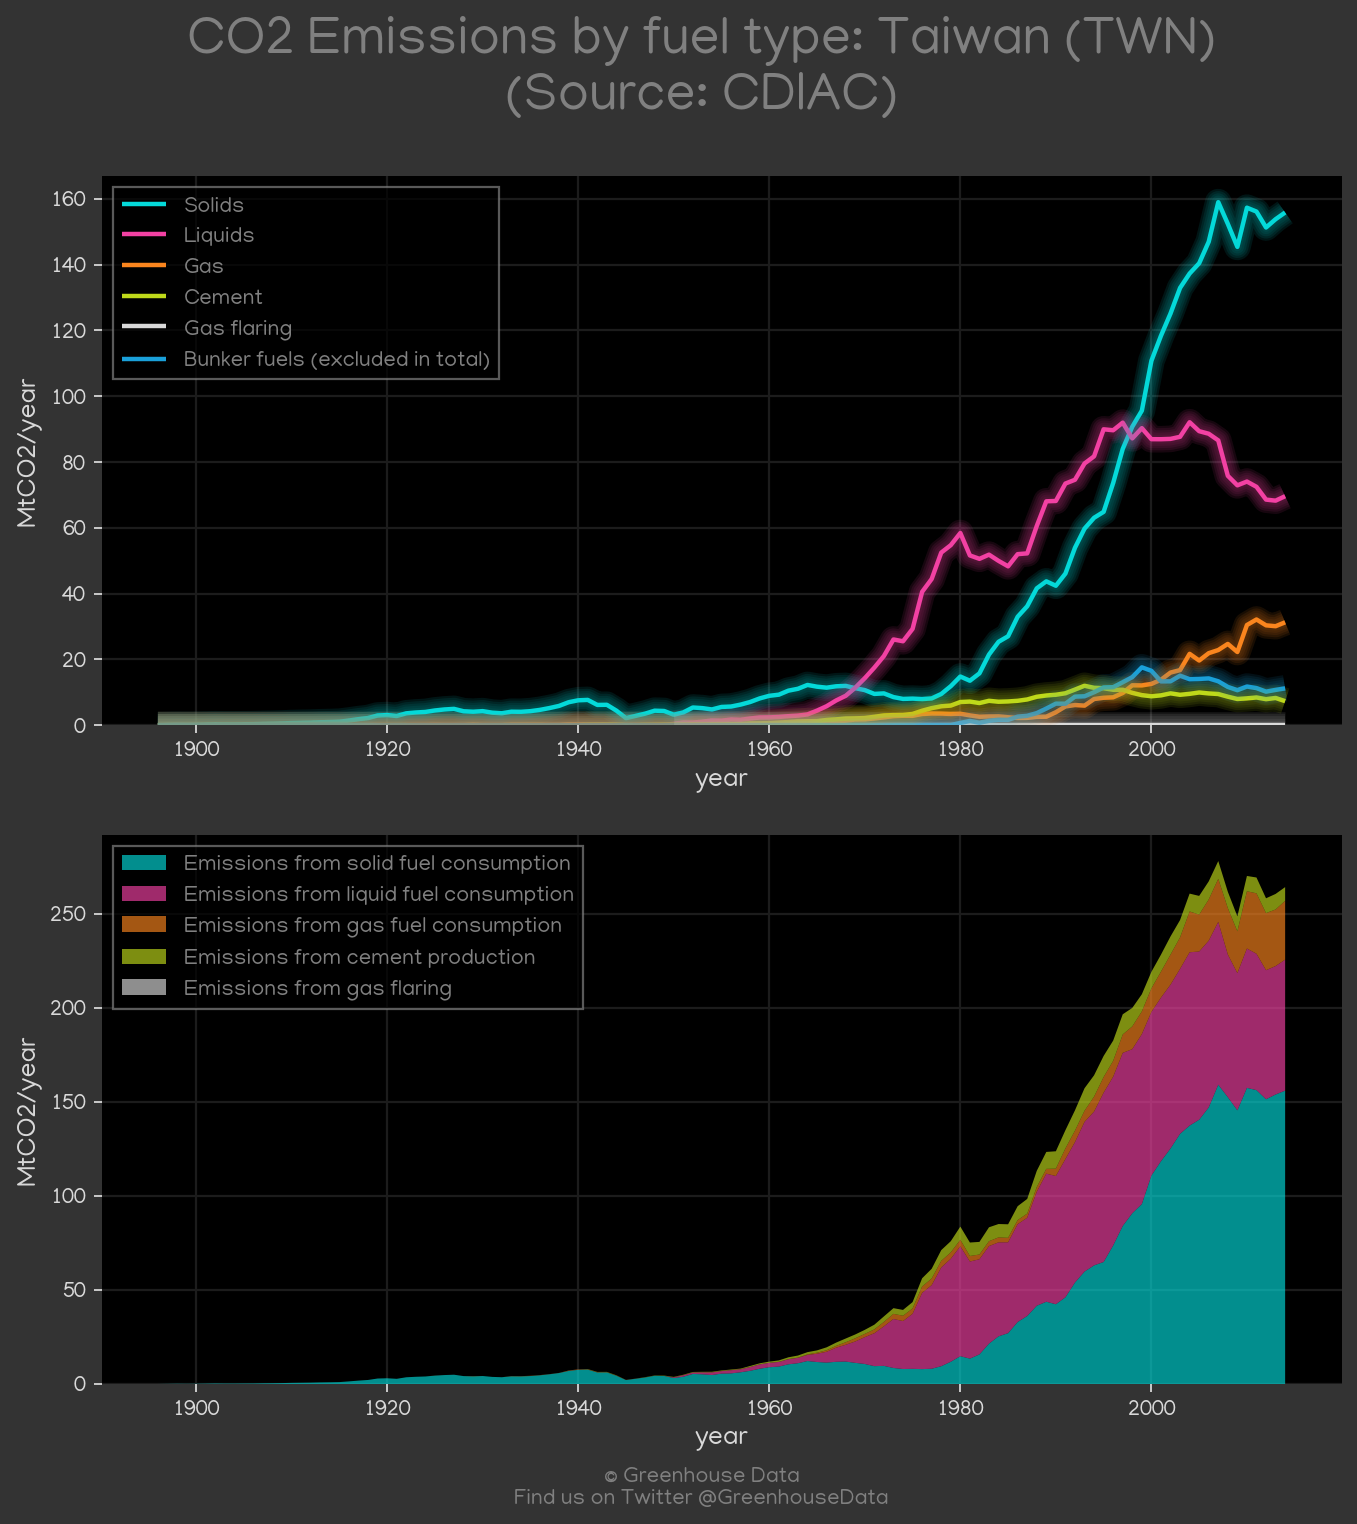 CO2 Emissions by fuel type: Taiwan (TWN)
(Source: CDIAC)
160
140
120
100
80
60
40
20
0
MtCO2/year
Solids
Liquids
Gas
Cement
Gas flaring
Bunker fuels (excluded in total)
1900 1920 1940 1960 1980 2000
year
250
200
150
100
50
0
MtCO2/year
Emissions from solid fuel consumption
Emissions from liquid fuel consumption
Emissions from gas fuel consumption
Emissions from cement production
Emissions from gas flaring
1900 1920 1940 1960 1980 2000
year
© Greenhouse Data
Find us on Twitter @GreenhouseData